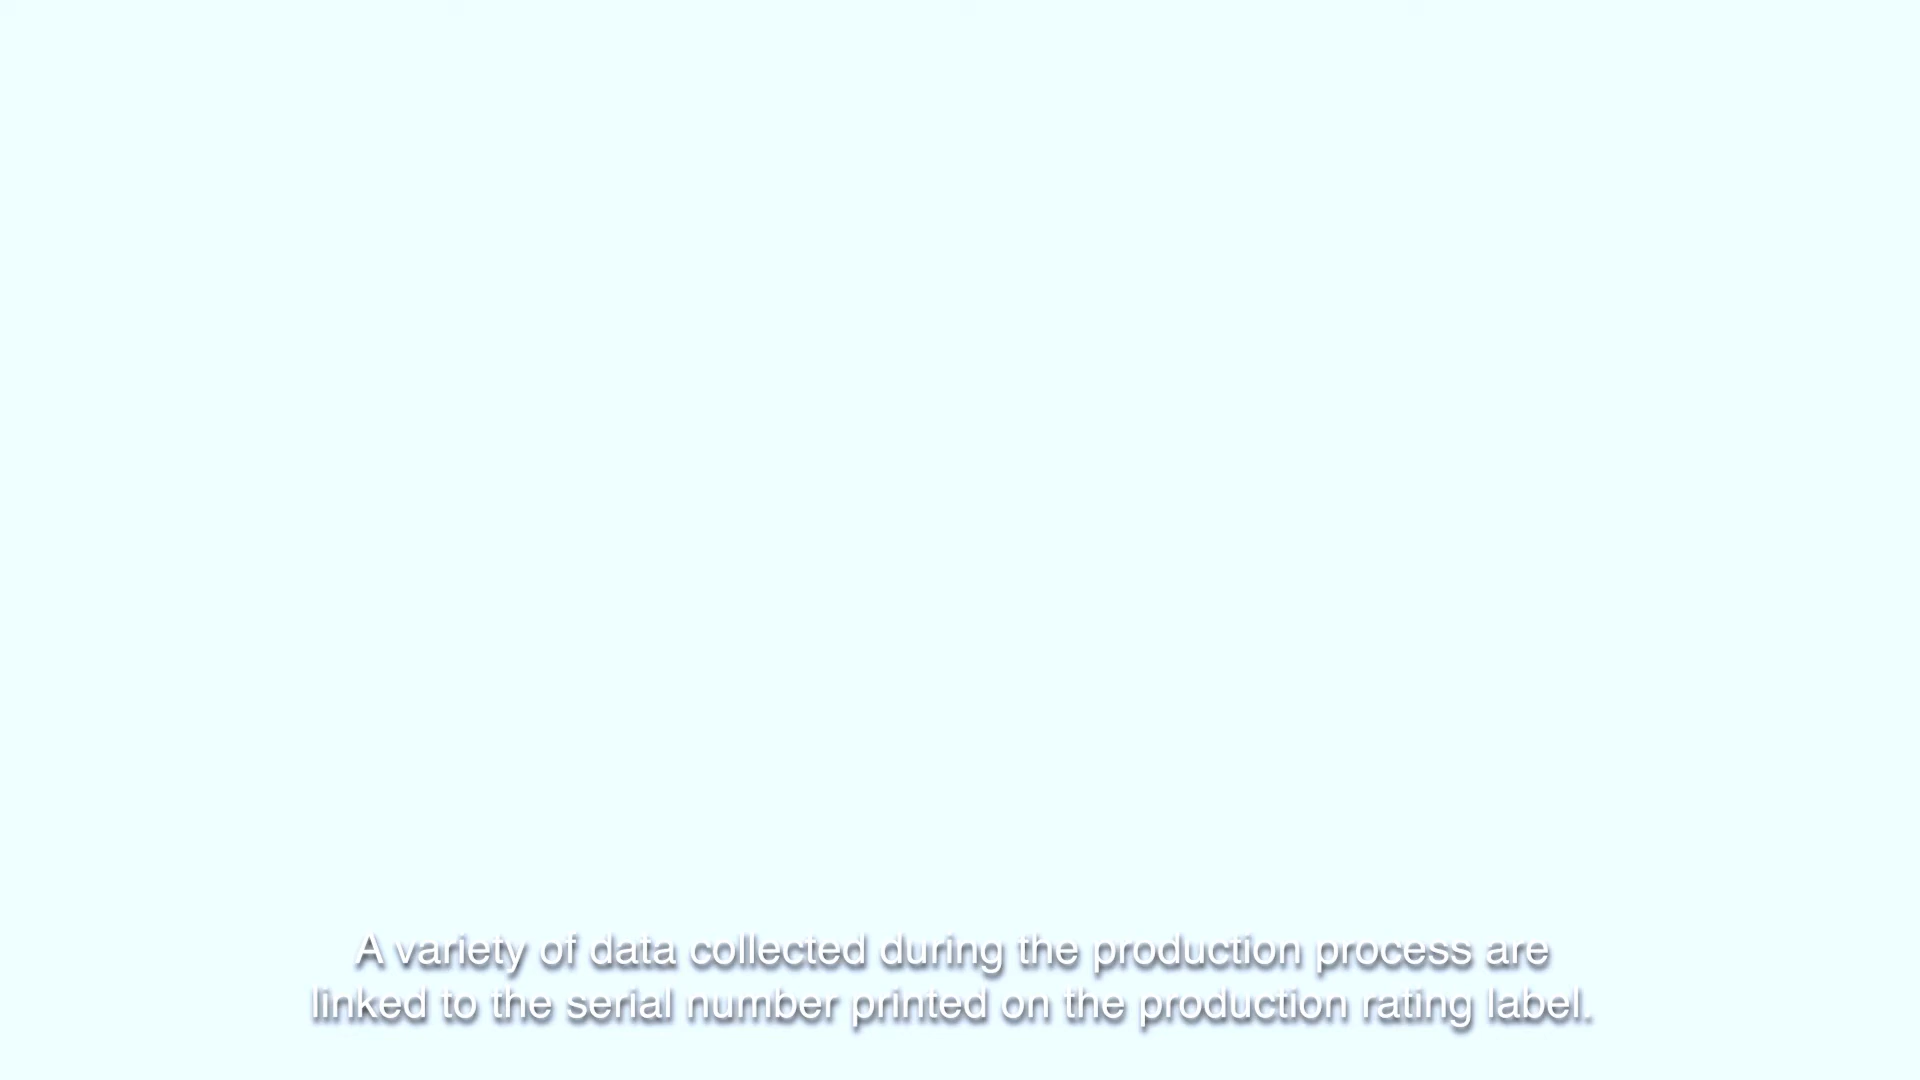 A variety of data collected during the production process are
linked to the serial number printed on the production rating label.